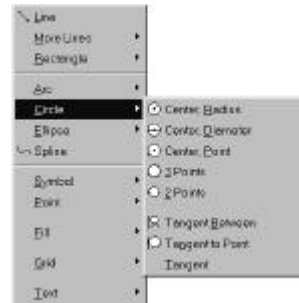 Line
More Lines
Rectangle
Arc
Circle
Ellipse
Spline
Symbol
Point
Fill
Grid
Text
Center, Radius
Center, Diameter
Center, Point
3 Points
2 Points
Tangent Between
Tangent to Point
Tangent